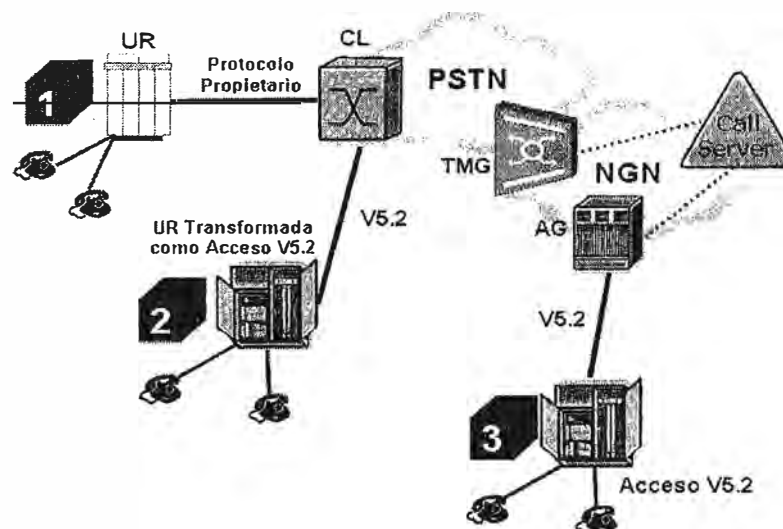 UR
CL
Protocolo
Propietario
PSTN
1
Call
Server
TMG
NGN
UR Transformada
como Acceso V5.2
V5.2
AG
2
V5.2
3
Acceso V5.2